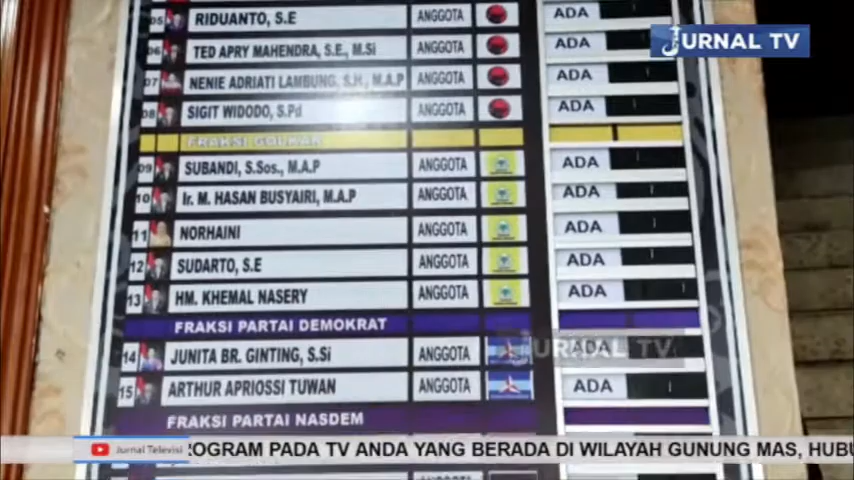 05 RIDUANTO, S.E ANGGOTA ADA
JURNAL TV
06 TED APRY MAHENDRA, S.E., M.Si ANGGOTA ADA
07 NENIE ADRIATI LAMBUNG, S.H., M.A.P ANGGOTA ADA
08 SIGIT WIDODO, S.Pd ANGGOTA ADA
FRAKSI GOLKAR
09 SUBANDI, S.Sos., M.A.P ANGGOTA ADA
10 Ir. M. HASAN BUSYAIRI, M.A.P ANGGOTA ADA
11 NORHAINI ANGGOTA ADA
12 SUDARTO, S.E ANGGOTA ADA
13 HM. KHEMAL NASERY ANGGOTA ADA
FRAKSI PARTAI DEMOKRAT
14 JUNITA BR. GINTING, S.Si ANGGOTA ADA
JURNAL TV
15 ARTHUR APRIOSSI TUWAN ANGGOTA ADA
FRAKSI PARTAI NASDEM
Jurnal Televisi ROGRAM PADA TV ANDA YANG BERADA DI WILAYAH GUNUNG MAS, HUBU
ANGGOTA